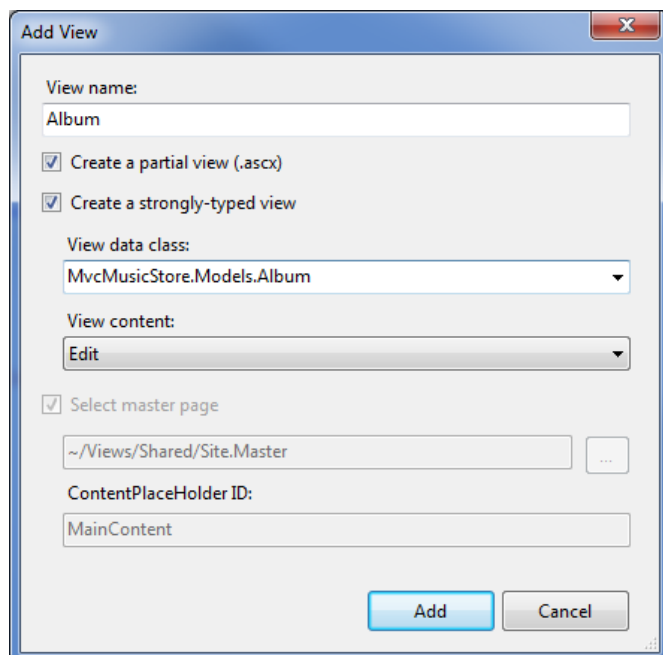 Add View
View name:
Album
Create a partial view (.ascx)
Create a strongly-typed view
View data class:
MvcMusicStore.Models.Album
View content:
Edit
Select master page
~/Views/Shared/Site.Master
...
ContentPlaceHolder ID:
MainContent
Add Cancel